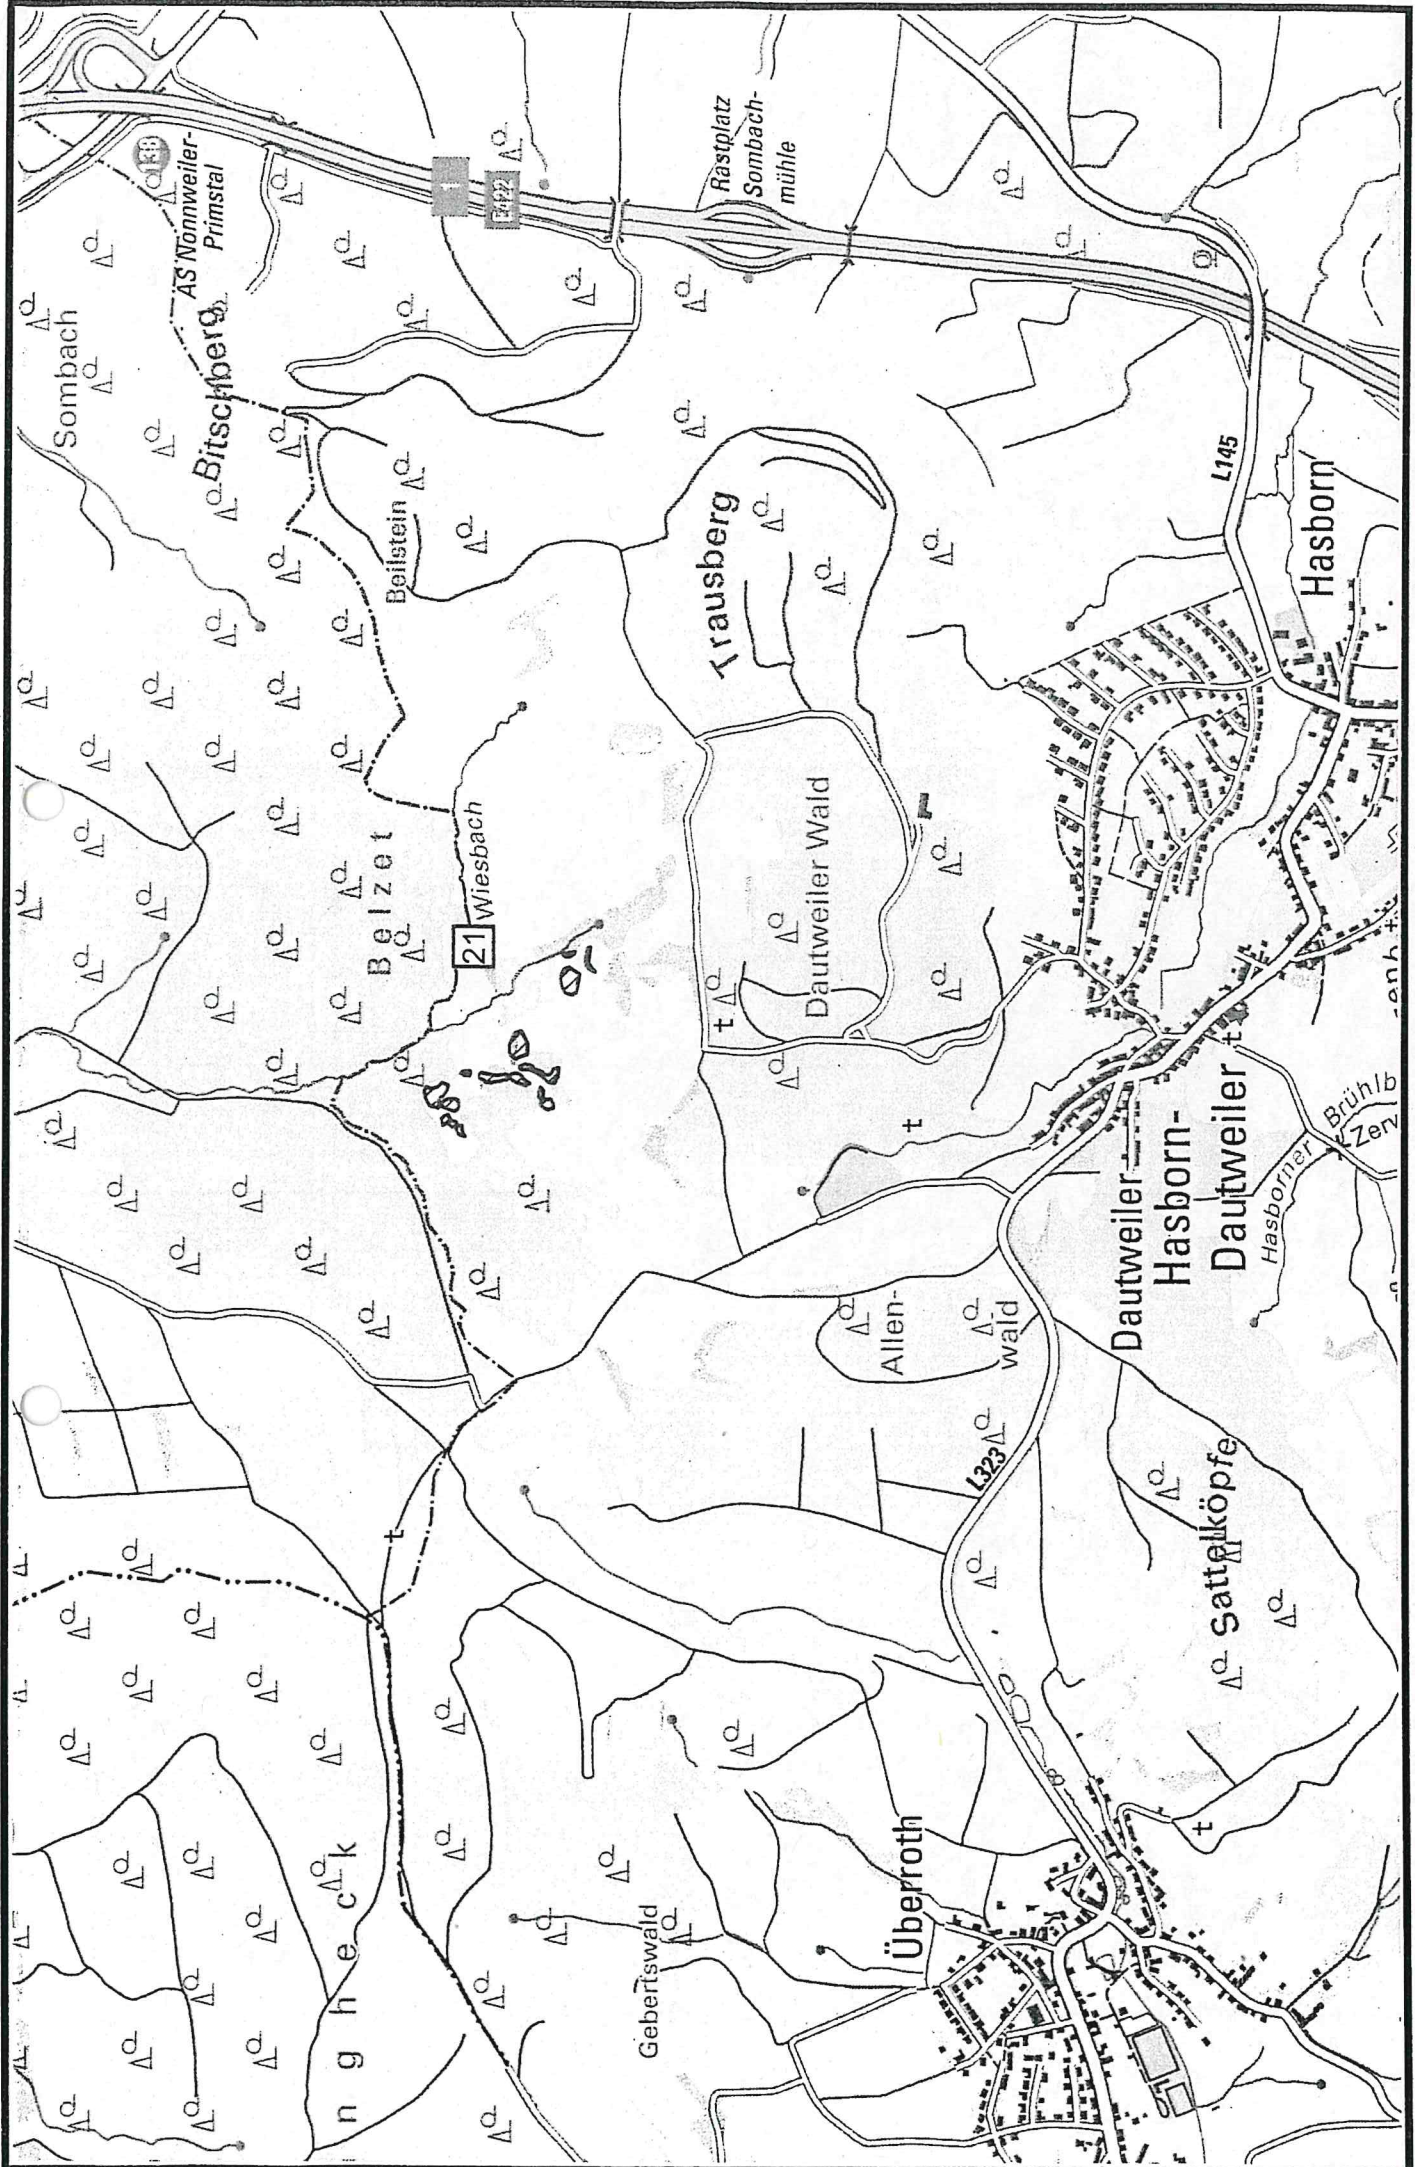 Sombach
138
AS Nonnweiler-
Primstal
Bitschberg
1
E422
Rastplatz
Sombach-
mühle
Beilstein
Trausberg
L145
Hasborn
Belzet
21
Wiesbach
Dautweiler Wald
Dautweiler
Hasborn-
Dautweiler
Hasborner
Brühlb
Zerv
Allen-
wald
L323
Sattelköpfe
ngheck
Gebertswald
Überroth